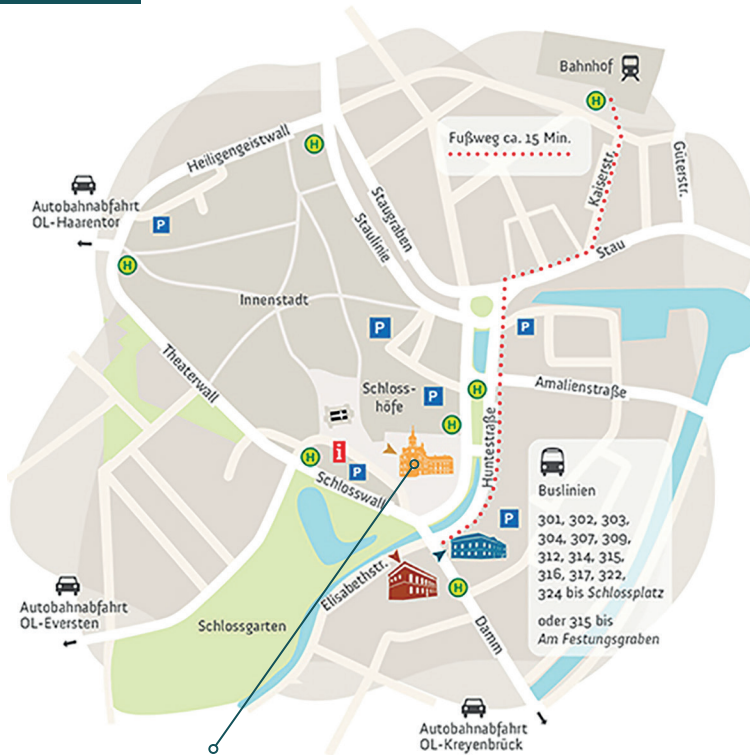 Bahnhof
H
Fußweg ca. 15 Min.
Heiligengeistwall
H
Kaiserstr.
Güterstr.
Autobahnabfahrt
OL-Haarentor
P
Staugraben
Staulinie
Stau
H
Innenstadt
P
P
Theaterwall
Schloss-
höfe
P
H
Amalienstraße
H
i
H
P
Schlosswall
Huntestraße
P
Buslinien
301, 302, 303,
304, 307, 309,
312, 314, 315,
316, 317, 322,
324 bis Schlossplatz
oder 315 bis
Am Festungsgraben
Elisabethstr.
H
Autobahnabfahrt
OL-Eversten
Schlossgarten
Damm
Autobahnabfahrt
OL-Kreyenbrück